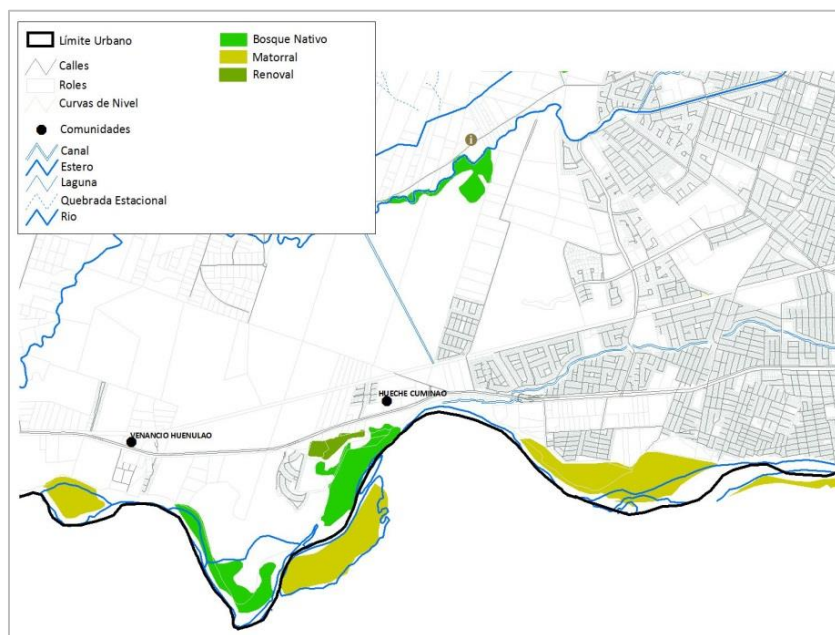 Límite Urbano
Calles
Roles
Curvas de Nivel
Comunidades
Canal
Estero
Laguna
Quebrada Estacional
Rio
Bosque Nativo
Matorral
Renoval
i
HUECHE CUMINAO
VENANCIO HUENULAO